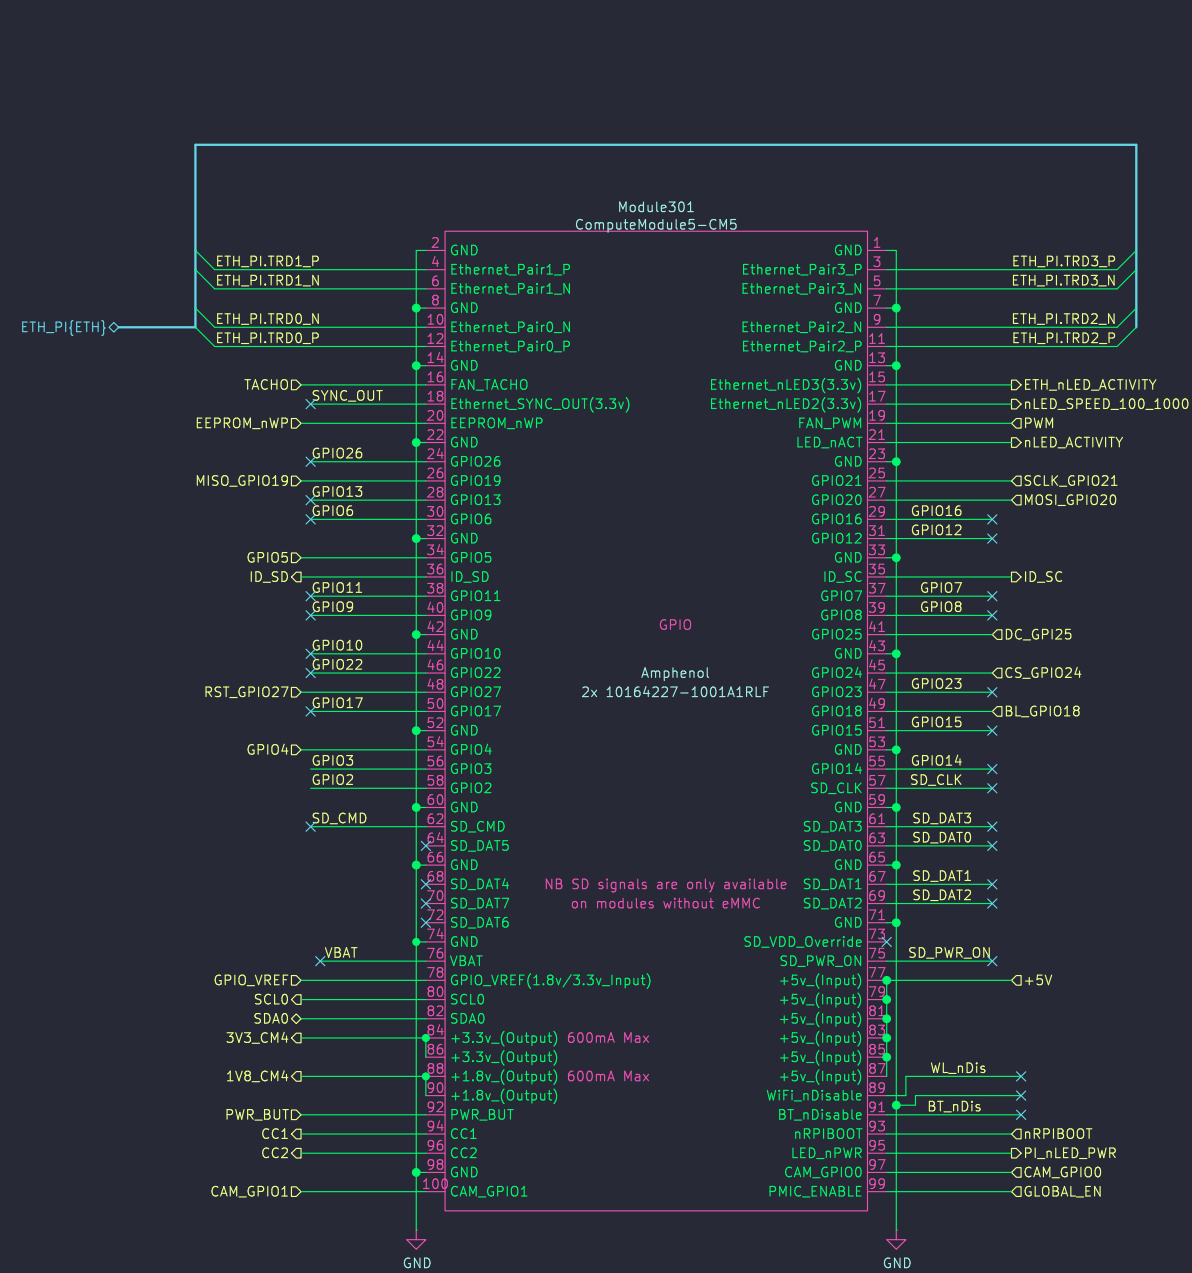 Module301
ComputeModule5-CM5
2 GND GND 1
ETH_PI.TRD1_P 4 Ethernet_Pair1_P Ethernet_Pair3_P 3 ETH_PI.TRD3_P
ETH_PI.TRD1_N 6 Ethernet_Pair1_N Ethernet_Pair3_N 5 ETH_PI.TRD3_N
8 GND GND 7
ETH_PI{ETH} ETH_PI.TRD0_N 10 Ethernet_Pair0_N Ethernet_Pair2_N 9 ETH_PI.TRD2_N
ETH_PI.TRD0_P 12 Ethernet_Pair0_P Ethernet_Pair2_P 11 ETH_PI.TRD2_P
14 GND GND 13
TACHO 16 FAN_TACHO Ethernet_nLED3(3.3v) 15 ETH_nLED_ACTIVITY
SYNC_OUT 18 Ethernet_SYNC_OUT(3.3v) Ethernet_nLED2(3.3v) 17 nLED_SPEED_100_1000
EEPROM_nWP 20 EEPROM_nWP FAN_PWM 19 PWM
22 GND LED_nACT 21 nLED_ACTIVITY
GPIO26 24 GPIO26 GND 23
MISO_GPIO19 26 GPIO19 GPIO21 25 SCLK_GPIO21
GPIO13 28 GPIO13 GPIO20 27 MOSI_GPIO20
GPIO6 30 GPIO6 GPIO16 29 GPIO16
32 GND GPIO12 31 GPIO12
GPIO5 34 GPIO5 GND 33
ID_SD 36 ID_SD ID_SC 35 ID_SC
GPIO11 38 GPIO11 GPIO7 37 GPIO7
GPIO9 40 GPIO9 GPIO8 39 GPIO8
GPIO
42 GND GPIO25 41 DC_GPI25
GPIO10 44 GPIO10 GND 43
GPIO22 46 GPIO22 Amphenol GPIO24 45 CS_GPIO24
RST_GPIO27 48 GPIO27 2x 10164227-1001A1RLF GPIO23 47 GPIO23
GPIO17 50 GPIO17 GPIO18 49 BL_GPIO18
52 GND GPIO15 51 GPIO15
GPIO4 54 GPIO4 GND 53
GPIO3 56 GPIO3 GPIO14 55 GPIO14
GPIO2 58 GPIO2 SD_CLK 57 SD_CLK
60 GND GND 59
SD_CMD 62 SD_CMD SD_DAT3 61 SD_DAT3
64 SD_DAT5 SD_DAT0 63 SD_DAT0
66 GND GND 65
68 SD_DAT4 NB SD signals are only available SD_DAT1 67 SD_DAT1
70 SD_DAT7 on modules without eMMC SD_DAT2 69 SD_DAT2
72 SD_DAT6 GND 71
74 GND SD_VDD_Override 73
VBAT 76 VBAT SD_PWR_ON 75 SD_PWR_ON
GPIO_VREF 78 GPIO_VREF(1.8v/3.3v_Input) +5v_(Input) 77 +5V
SCL0 80 SCL0 +5v_(Input) 79
SDA0 82 SDA0 +5v_(Input) 81
3V3_CM4 84 +3.3v_(Output) 600mA Max +5v_(Input) 83
86 +3.3v_(Output) +5v_(Input) 85
1V8_CM4 88 +1.8v_(Output) 600mA Max +5v_(Input) 87 WL_nDis
90 +1.8v_(Output) WiFi_nDisable 89
PWR_BUT 92 PWR_BUT BT_nDisable 91 BT_nDis
CC1 94 CC1 nRPIBOOT 93 nRPIBOOT
CC2 96 CC2 LED_nPWR 95 PI_nLED_PWR
98 GND CAM_GPIO0 97 CAM_GPIO0
CAM_GPIO1 100 CAM_GPIO1 PMIC_ENABLE 99 GLOBAL_EN
GND GND